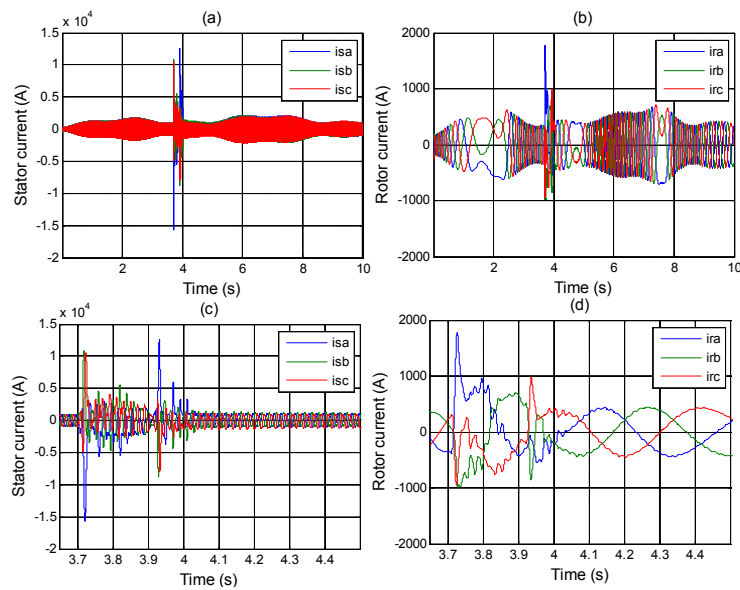 (a)
x 10⁴
1.5
1
0.5
0
-0.5
-1
-1.5
-2
Stator current (A)
isa
isb
isc
2
4
6
8
10
Time (s)
(b)
2000
1000
0
-1000
-2000
Rotor current (A)
ira
irb
irc
2
4
6
8
10
Time (s)
(c)
x 10⁴
1.5
1
0.5
0
-0.5
-1
-1.5
-2
Stator current (A)
isa
isb
isc
3.7
3.8
3.9
4
4.1
4.2
4.3
4.4
Time (s)
(d)
2000
1000
0
-1000
-2000
Rotor current (A)
ira
irb
irc
3.7
3.8
3.9
4
4.1
4.2
4.3
4.4
Time (s)